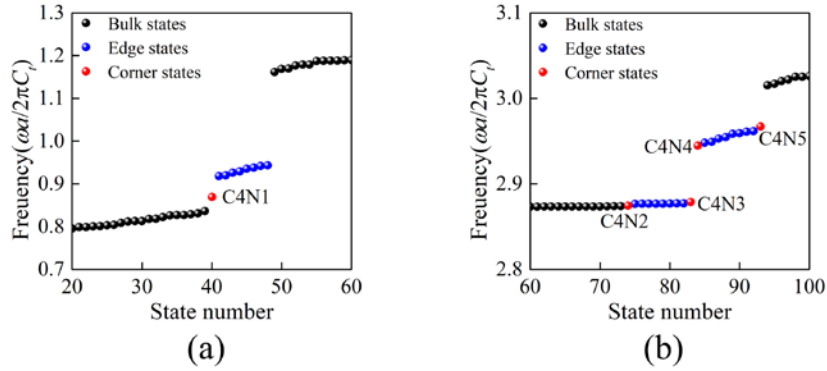 Bulk states
Edge states
Corner states
C4N1
Freuency(ωa/2πCt)
1.3
1.2
1.1
1.0
0.9
0.8
0.7
20
30
40
50
60
State number
(a)
Bulk states
Edge states
Corner states
C4N4
C4N5
C4N2
C4N3
Freuency(ωa/2πCt)
3.1
3.0
2.9
2.8
60
70
80
90
100
State number
(b)